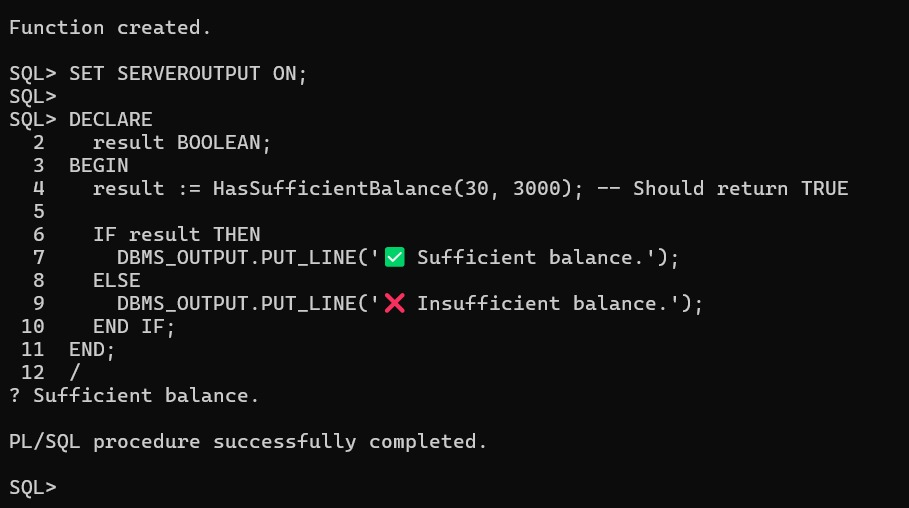 Function created.
SQL> SET SERVEROUTPUT ON;
SQL>
SQL> DECLARE
  2    result BOOLEAN;
  3  BEGIN
  4    result := HasSufficientBalance(30, 3000); -- Should return TRUE
  5
  6    IF result THEN
  7      DBMS_OUTPUT.PUT_LINE('✅ Sufficient balance.');
  8    ELSE
  9      DBMS_OUTPUT.PUT_LINE('❌ Insufficient balance.');
 10    END IF;
 11  END;
 12  /
? Sufficient balance.
PL/SQL procedure successfully completed.
SQL>